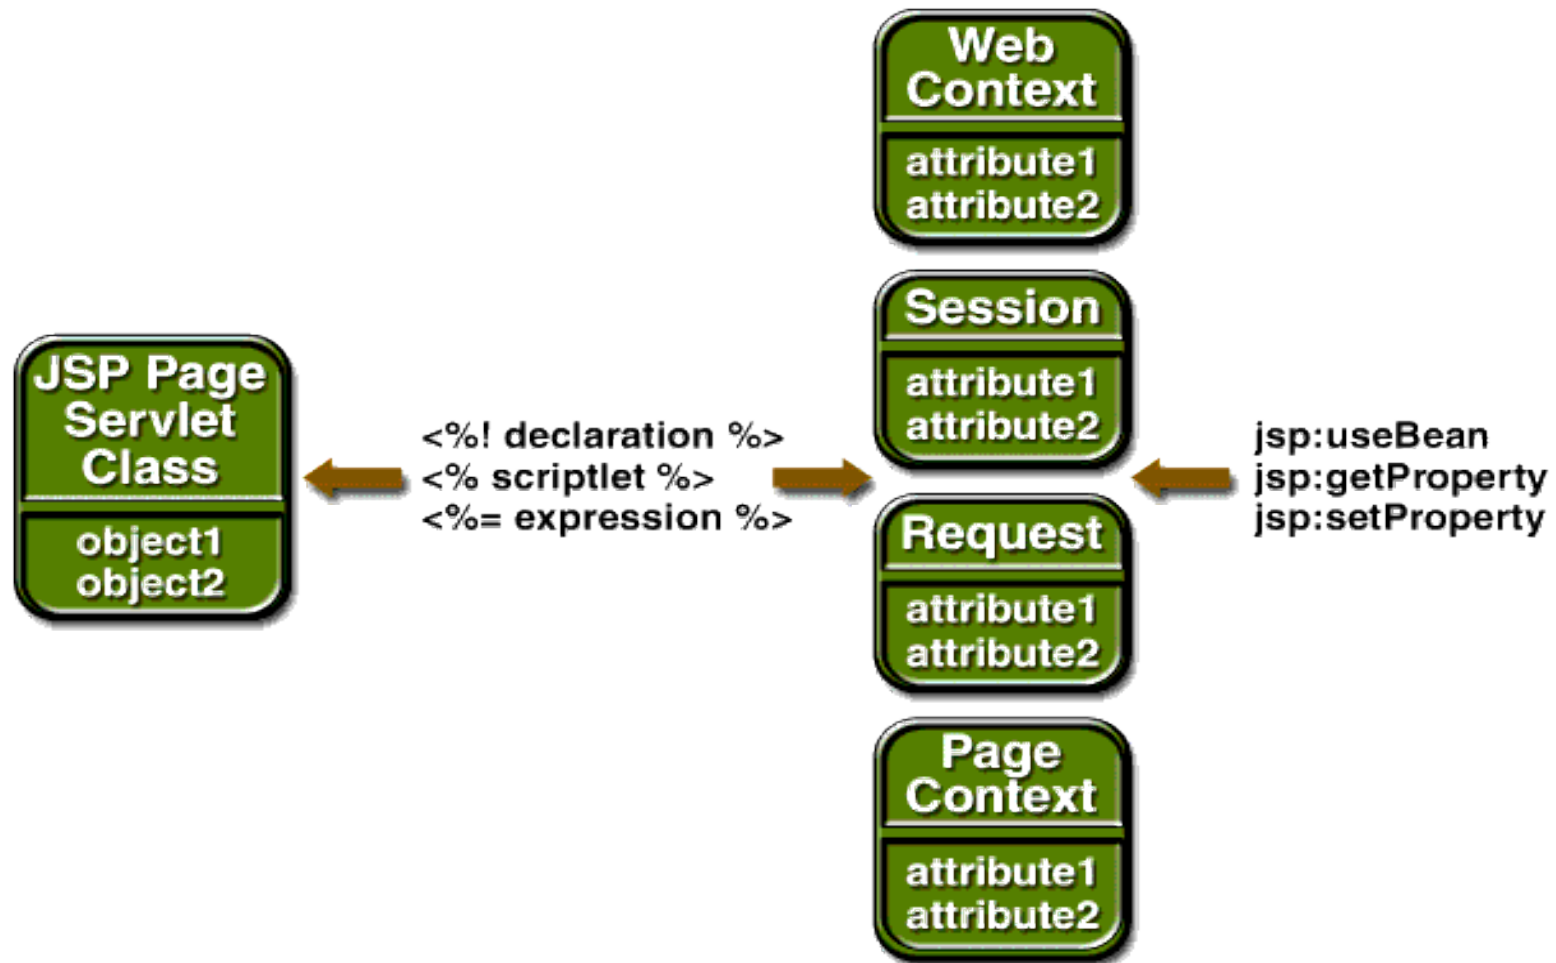 JSP Page
Servlet
Class
object1
object2
<%! declaration %>
<% scriptlet %>
<%= expression %>
Web
Context
attribute1
attribute2
Session
attribute1
attribute2
Request
attribute1
attribute2
Page
Context
attribute1
attribute2
jsp:useBean
jsp:getProperty
jsp:setProperty